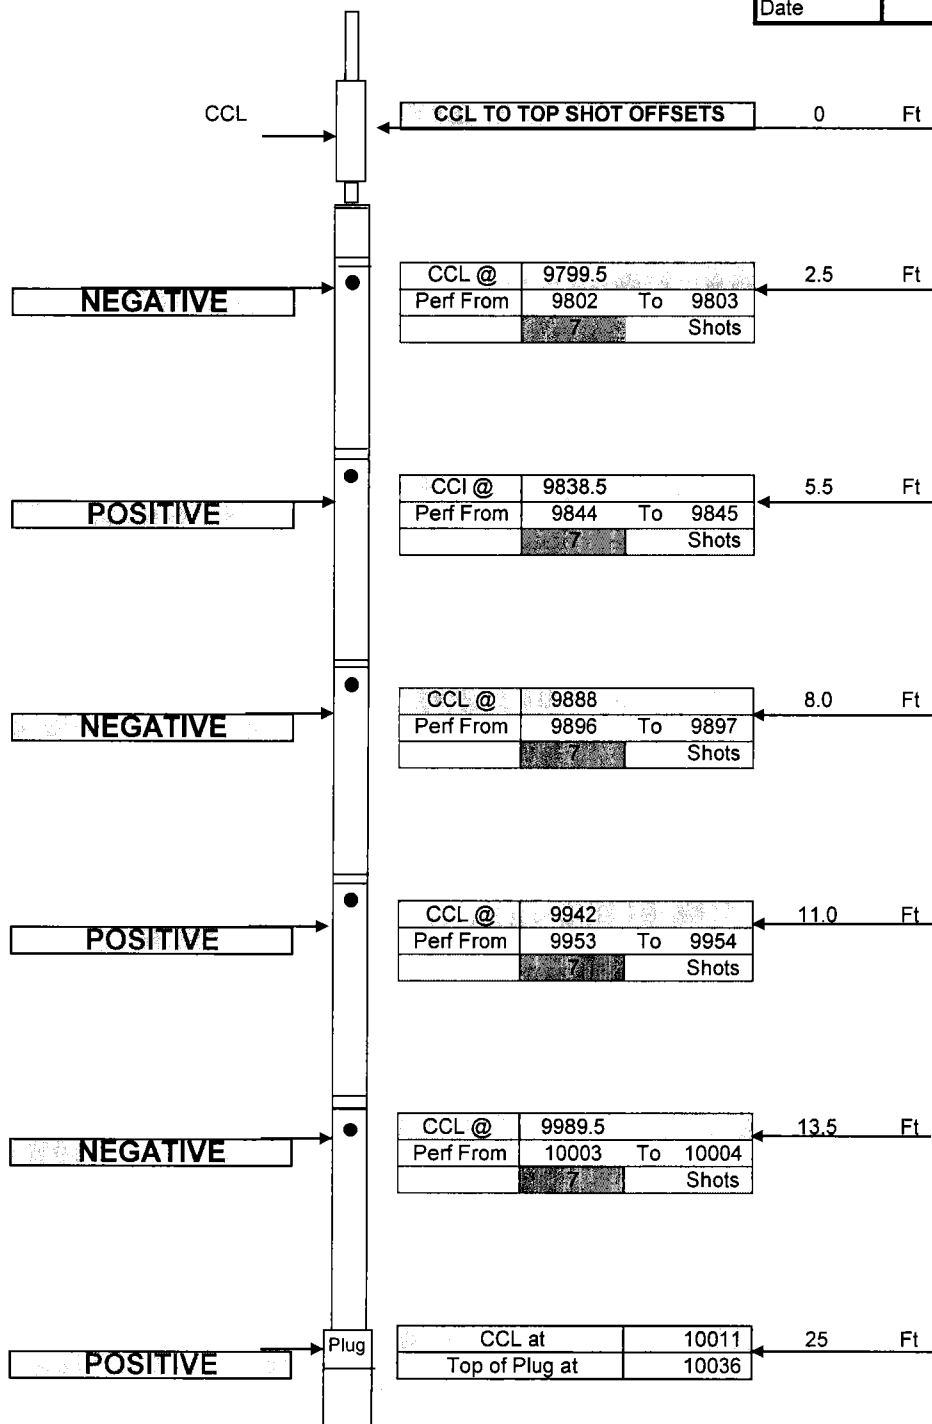 Date
CCL CCL TO TOP SHOT OFFSETS 0 Ft
CCL @ 9799.5 2.5 Ft
NEGATIVE Perf From 9802 To 9803
7 Shots
CCI @ 9838.5 5.5 Ft
POSITIVE Perf From 9844 To 9845
7 Shots
CCL @ 9888 8.0 Ft
NEGATIVE Perf From 9896 To 9897
7 Shots
CCL @ 9942 11.0 Ft
POSITIVE Perf From 9953 To 9954
7 Shots
CCL @ 9989.5 13.5 Ft
NEGATIVE Perf From 10003 To 10004
7 Shots
Plug CCL at 10011 25 Ft
POSITIVE Top of Plug at 10036